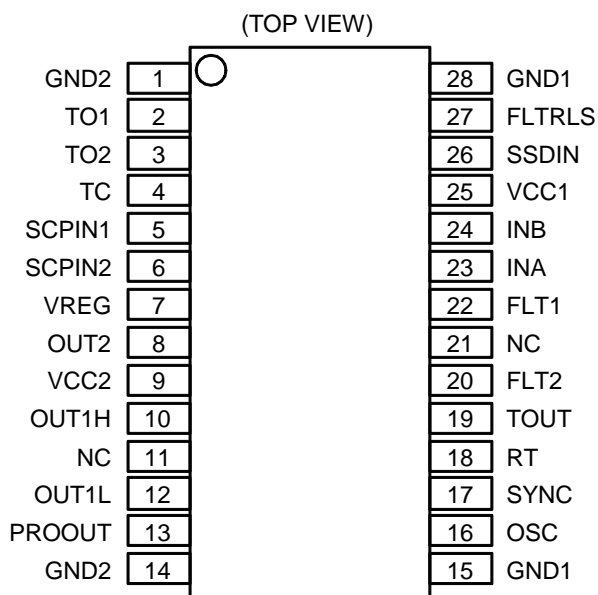 (TOP VIEW)
GND2 1 28 GND1
TO1 2 27 FLTRLS
TO2 3 26 SSDIN
TC 4 25 VCC1
SCPIN1 5 24 INB
SCPIN2 6 23 INA
VREG 7 22 FLT1
OUT2 8 21 NC
VCC2 9 20 FLT2
OUT1H 10 19 TOUT
NC 11 18 RT
OUT1L 12 17 SYNC
PROOUT 13 16 OSC
GND2 14 15 GND1